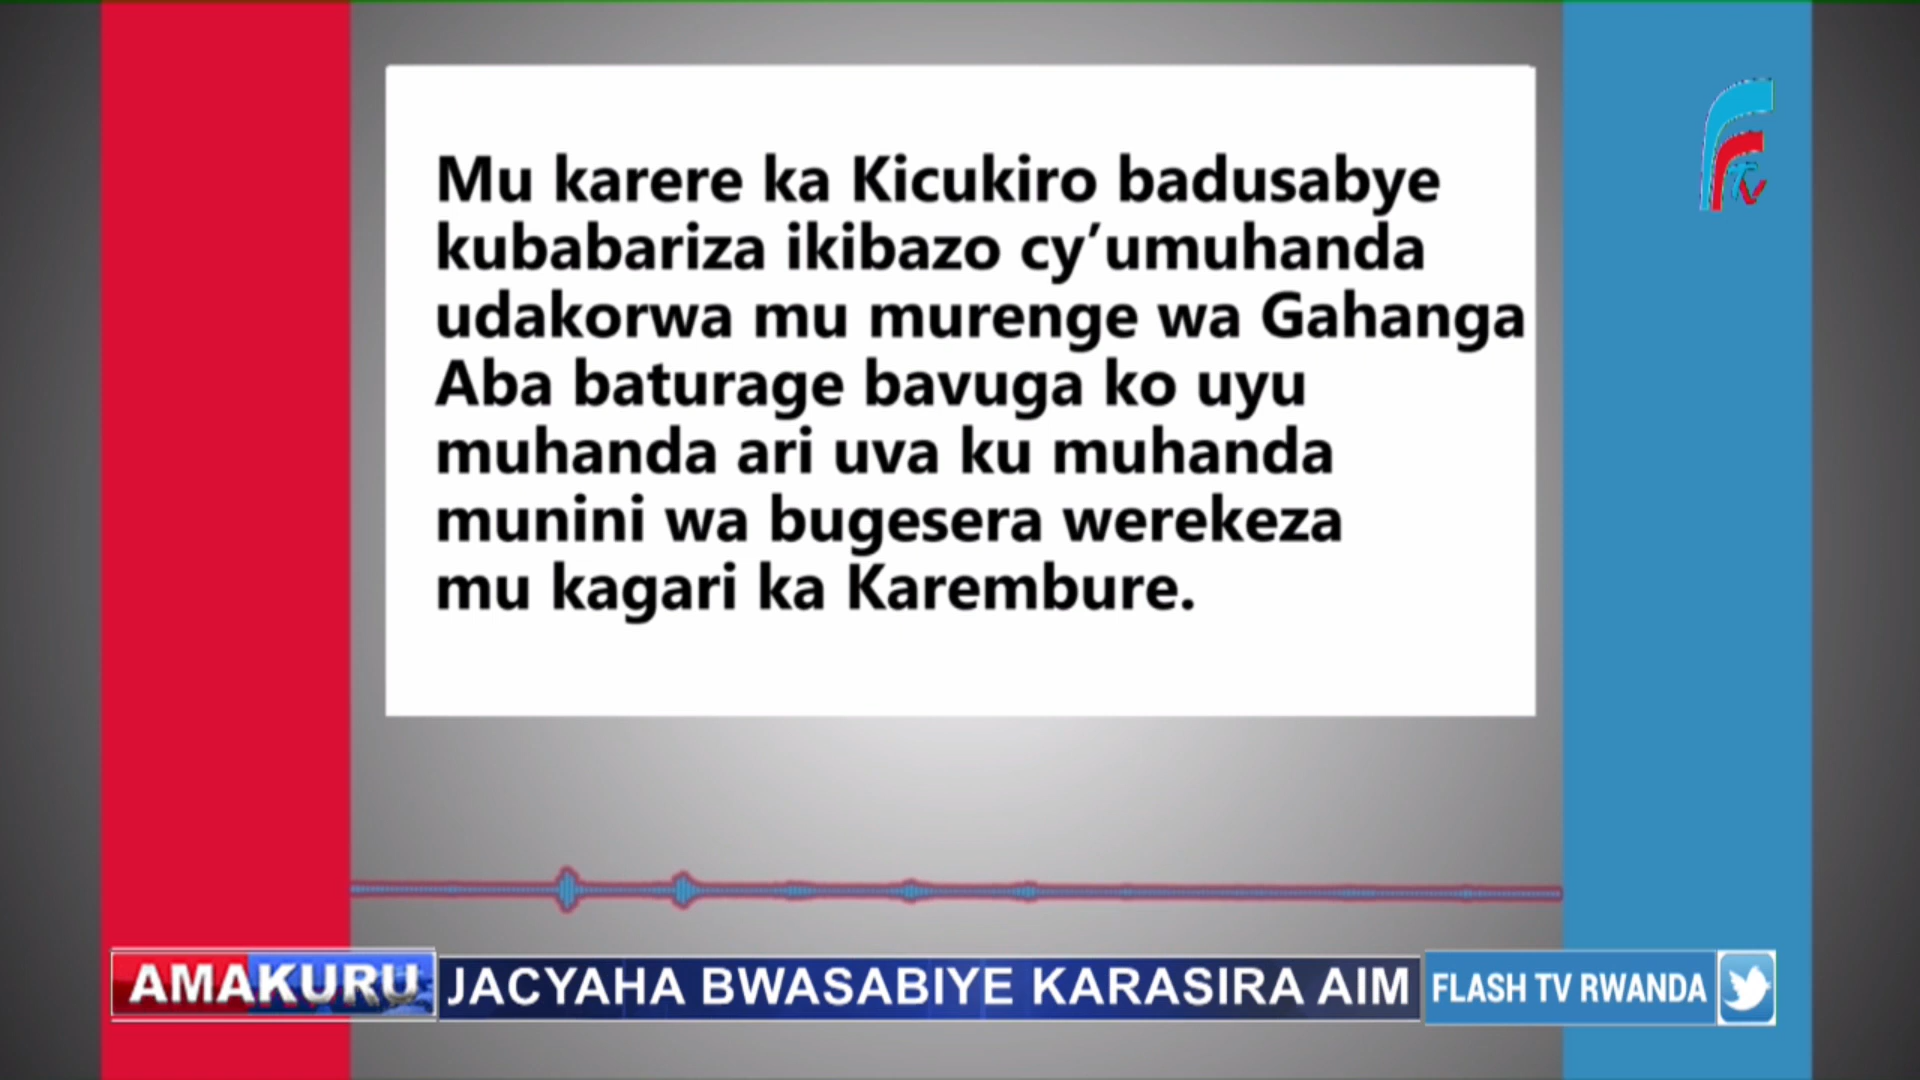 Mu karere ka Kicukiro badusabye
kubabariza ikibazo cy’umuhanda
udakorwa mu murenge wa Gahanga
Aba baturage bavuga ko uyu
muhanda ari uva ku muhanda
munini wa bugesera werekeza
mu kagari ka Karembure.
TV
AMAKURU
JACYAHA BWASABIYE KARASIRA AIM
FLASH TV RWANDA